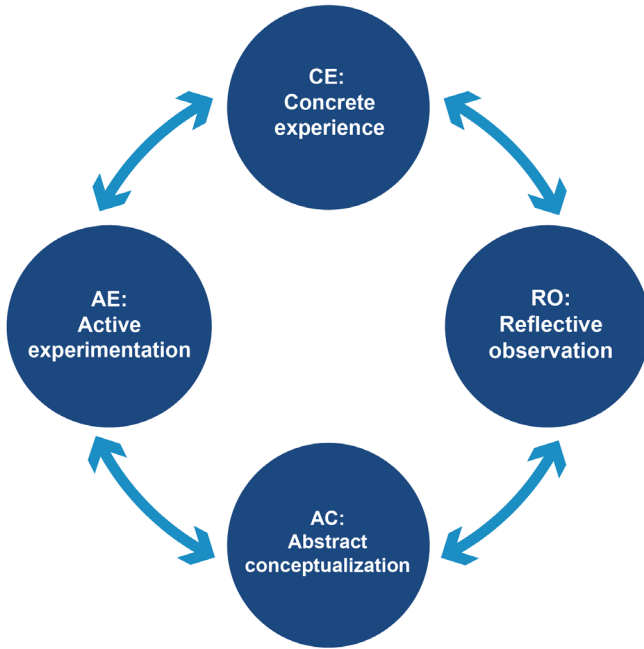 CE:
Concrete
experience
AE:
Active
experimentation
RO:
Reflective
observation
AC:
Abstract
conceptualization